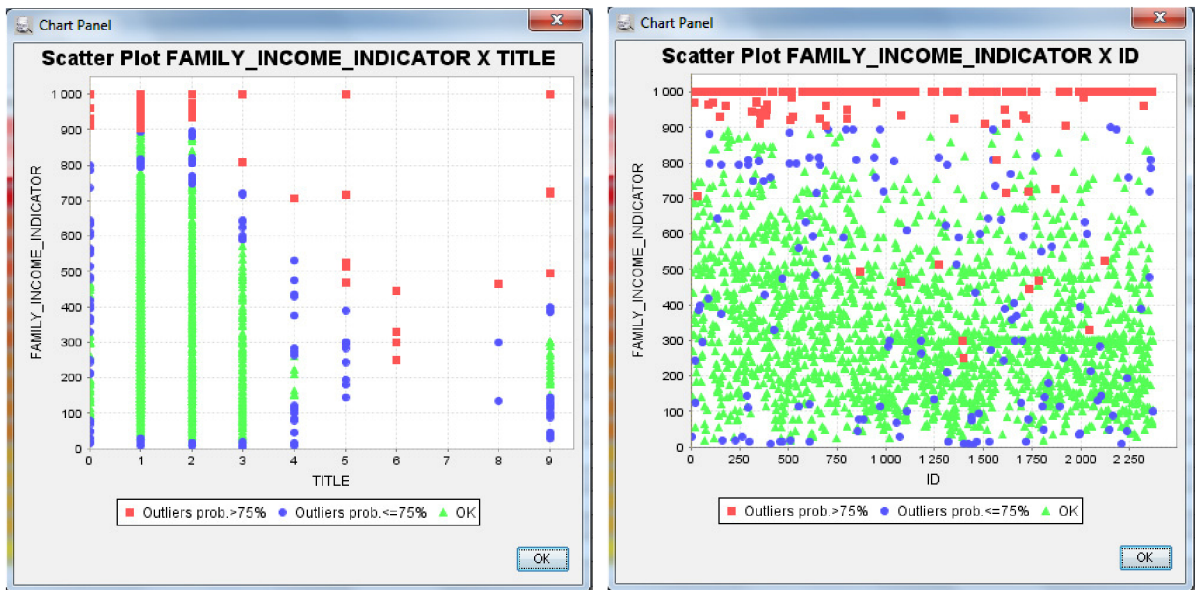 Chart Panel
Scatter Plot FAMILY_INCOME_INDICATOR X TITLE
FAMILY_INCOME_INDICATOR
1 000
900
800
700
600
500
400
300
200
100
0
0 1 2 3 4 5 6 7 8 9
TITLE
Outliers prob.>75% Outliers prob.<=75% OK
OK
Chart Panel
Scatter Plot FAMILY_INCOME_INDICATOR X ID
FAMILY_INCOME_INDICATOR
1 000
900
800
700
600
500
400
300
200
100
0
0 250 500 750 1 000 1 250 1 500 1 750 2 000 2 250
ID
Outliers prob.>75% Outliers prob.<=75% OK
OK